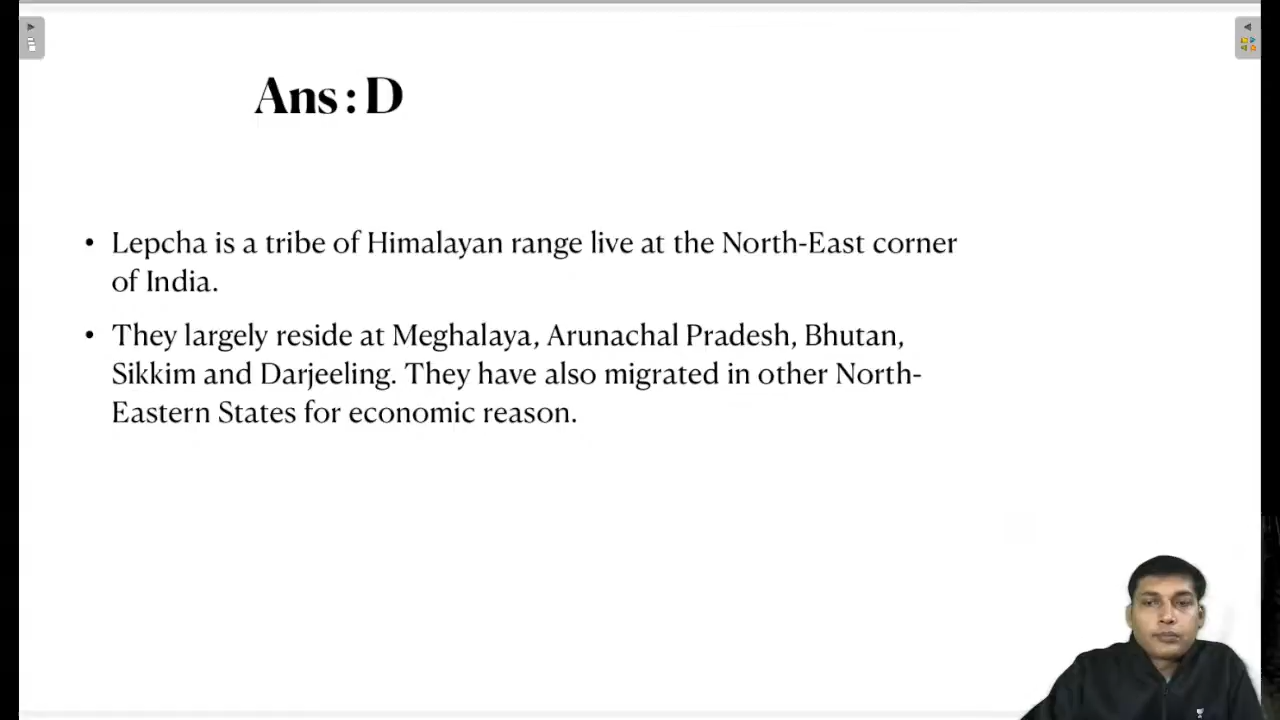 Ans : D
• Lepcha is a tribe of Himalayan range live at the North-East corner
of India.
• They largely reside at Meghalaya, Arunachal Pradesh, Bhutan,
Sikkim and Darjeeling. They have also migrated in other North-
Eastern States for economic reason.